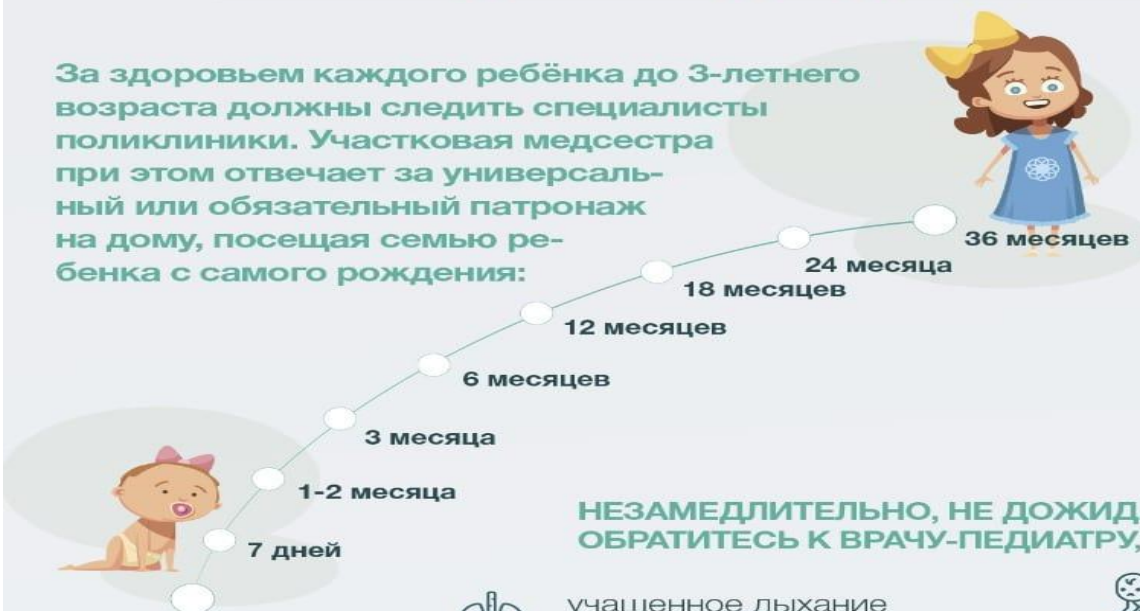 За здоровьем каждого ребёнка до 3-летнего
возраста должны следить специалисты
поликлиники. Участковая медсестра
при этом отвечает за универсаль-
ный или обязательный патронаж
на дому, посещая семью ре-
бенка с самого рождения:
36 месяцев
24 месяца
18 месяцев
12 месяцев
6 месяцев
3 месяца
1-2 месяца
7 дней
НЕЗАМЕДЛИТЕЛЬНО, НЕ ДОЖИД
ОБРАТИТЕСЬ К ВРАЧУ-ПЕДИАТРУ,
учащенное дыхание